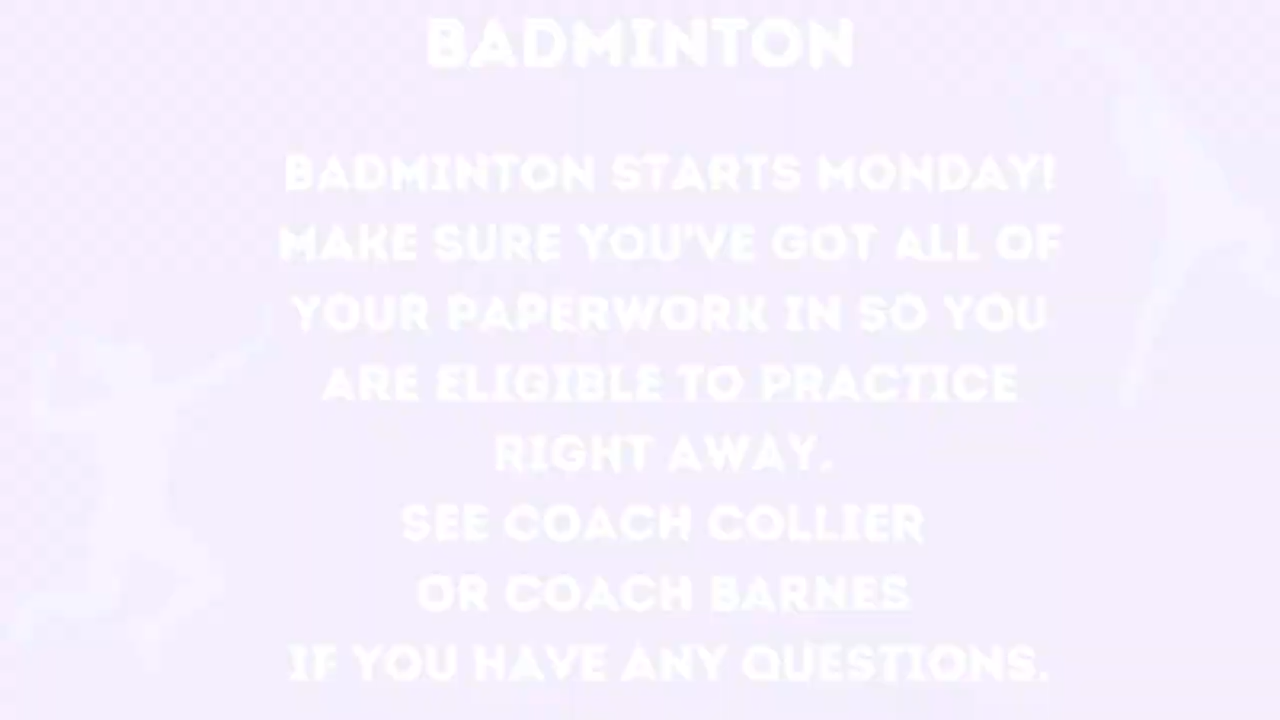 BADMINTON
BADMINTON STARTS MONDAY!
MAKE SURE YOU'VE GOT ALL OF
YOUR PAPERWORK IN SO YOU
ARE ELIGIBLE TO PRACTICE
RIGHT AWAY.
SEE COACH COLLIER
OR COACH BARNES
IF YOU HAVE ANY QUESTIONS.